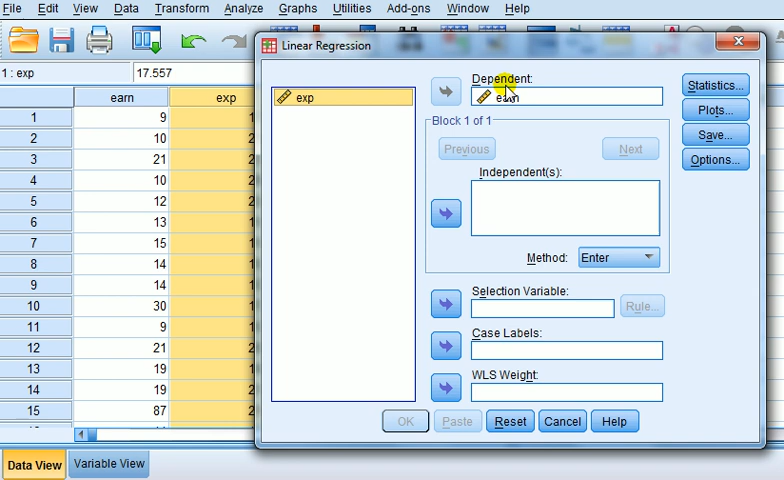 File Edit View Data Transform Analyze Graphs Utilities Add-ons Window Help
Linear Regression
1 : exp 17.557
earn exp
1 9
2 10
3 21
4 10
5 12
6 13
7 15
8 14
9 14
10 30
11 9
12 21
13 19
14 19
15 87
exp
Dependent:
earn
Block 1 of 1
Previous Next
Independent(s):
Method: Enter
Selection Variable:
Rule...
Case Labels:
WLS Weight:
Statistics...
Plots...
Save...
Options...
OK Paste Reset Cancel Help
Data View Variable View